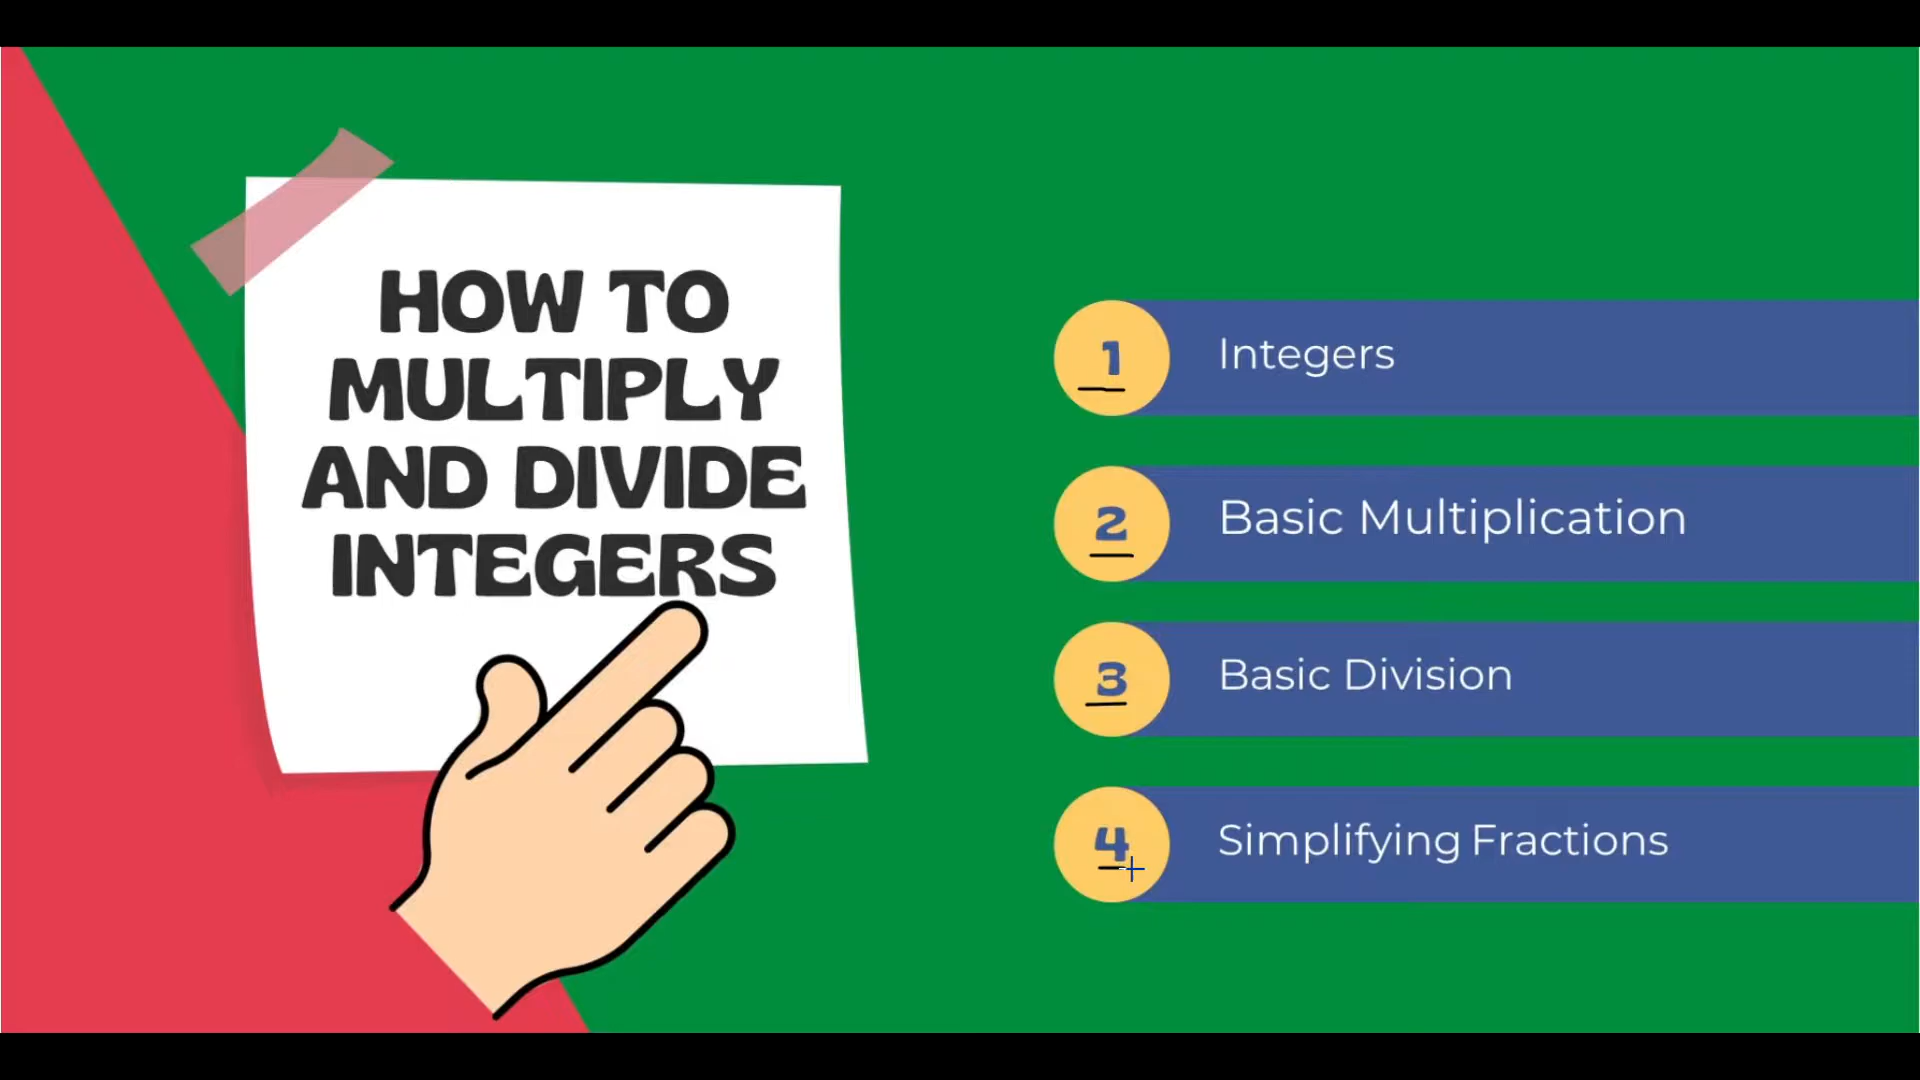 HOW TO
MULTIPLY
AND DIVIDE
INTEGERS
1 Integers
2 Basic Multiplication
3 Basic Division
4 Simplifying Fractions